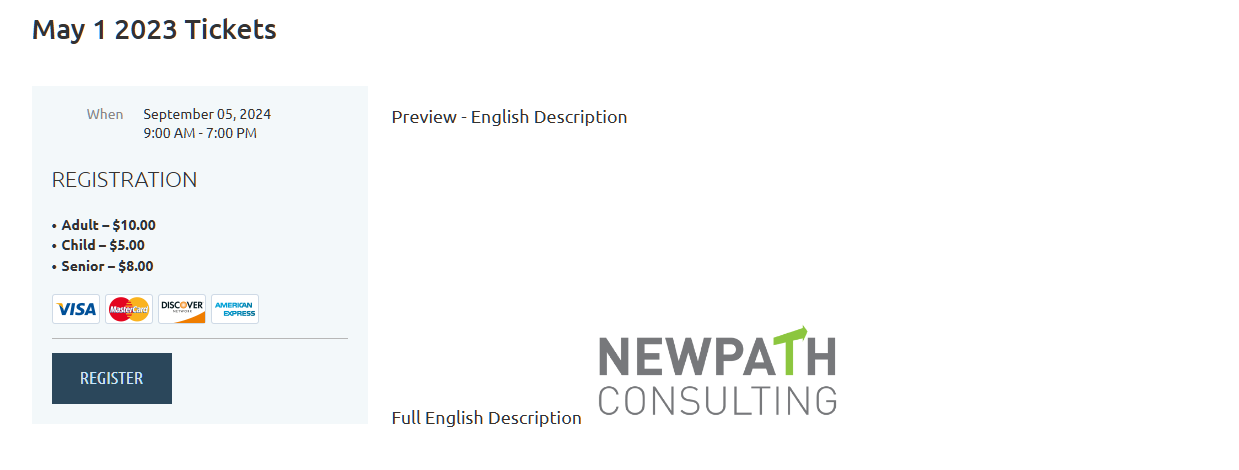 May 1 2023 Tickets
When September 05, 2024
9:00 AM - 7:00 PM
REGISTRATION
• Adult – $10.00
• Child – $5.00
• Senior – $8.00
VISA MasterCard DISCOVER NETWORK AMERICAN EXPRESS
REGISTER
Preview - English Description
Full English Description
NEWPATH
CONSULTING